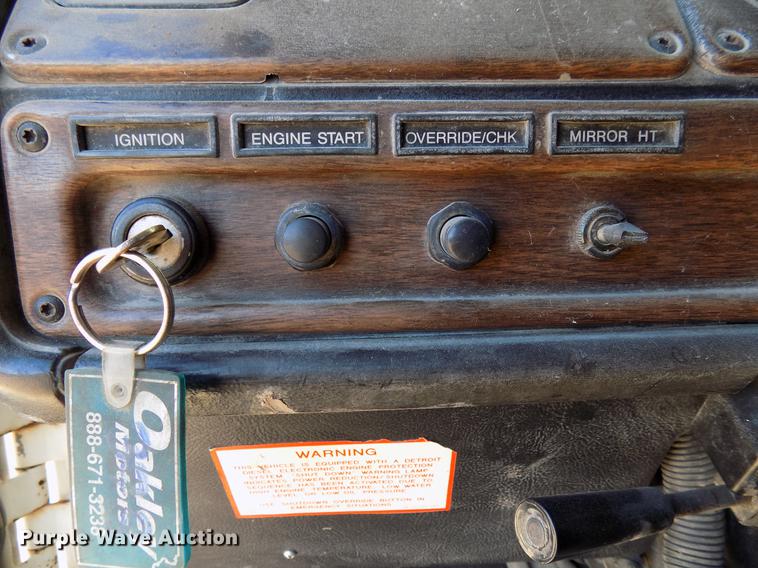 IGNITION
ENGINE START
OVERRIDE/CHK
MIRROR HT
Oakley
Motors
888-671-323
WARNING
THIS VEHICLE IS EQUIPPED WITH A DETROIT
DIESEL ELECTRONIC ENGINE PROTECTION
SYSTEM. "SHUT DOWN" WARNING LAMP
INDICATES POWER REDUCTION/SHUTDOWN
SEQUENCE HAS BEEN ACTIVATED DUE TO
HIGH ENGINE TEMPERATURE, LOW WATER
LEVEL OR LOW OIL PRESSURE.
USE SHUTDOWN OVERRIDE BUTTON IN
EMERGENCY SITUATIONS.
Purple Wave Auction